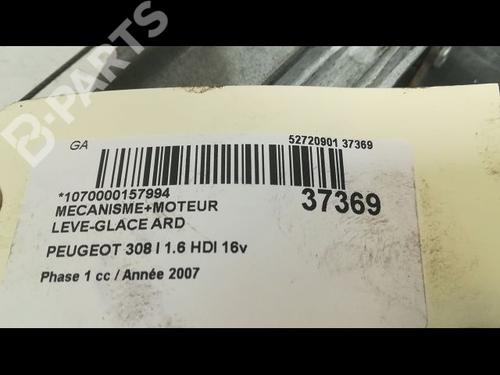 B-PARTS
GA
52720901 37369
*1070000157994
37369
MECANISME+MOTEUR
LEVE-GLACE ARD
PEUGEOT 308 I 1.6 HDI 16v
Phase 1 cc / Année 2007